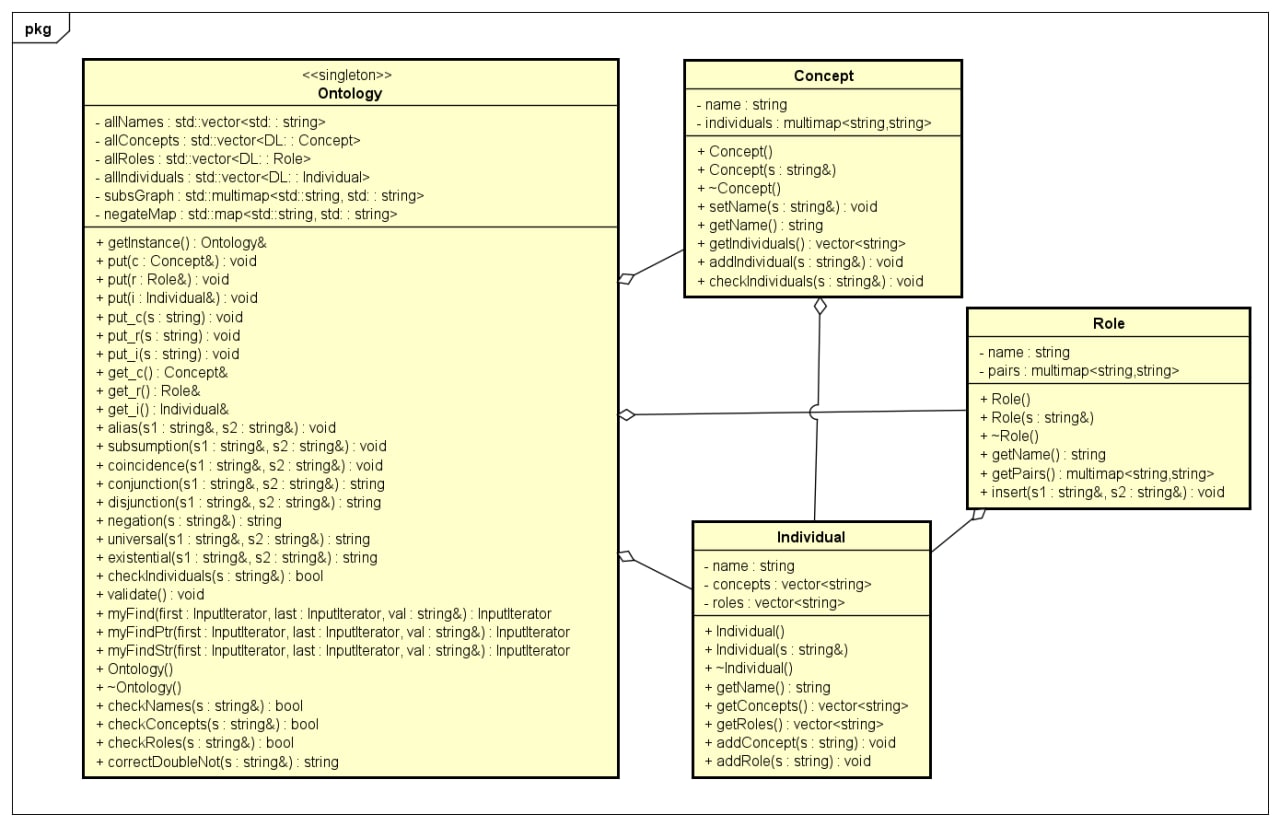 pkg
<<singleton>>
Ontology
- allNames : std::vector<std: : string>
- allConcepts : std::vector<DL: : Concept>
- allRoles : std::vector<DL: : Role>
- allIndividuals : std::vector<DL: : Individual>
- subsGraph : std::multimap<std::string, std: : string>
- negateMap : std::map<std::string, std: : string>
+ getInstance() : Ontology&
+ put(c : Concept&) : void
+ put(r : Role&) : void
+ put(i : Individual&) : void
+ put_c(s : string) : void
+ put_r(s : string) : void
+ put_i(s : string) : void
+ get_c() : Concept&
+ get_r() : Role&
+ get_i() : Individual&
+ alias(s1 : string&, s2 : string&) : void
+ subsumption(s1 : string&, s2 : string&) : void
+ coincidence(s1 : string&, s2 : string&) : void
+ conjunction(s1 : string&, s2 : string&) : string
+ disjunction(s1 : string&, s2 : string&) : string
+ negation(s : string&) : string
+ universal(s1 : string&, s2 : string&) : string
+ existential(s1 : string&, s2 : string&) : string
+ checkIndividuals(s : string&) : bool
+ validate() : void
+ myFind(first : InputIterator, last : InputIterator, val : string&) : InputIterator
+ myFindPtr(first : InputIterator, last : InputIterator, val : string&) : InputIterator
+ myFindStr(first : InputIterator, last : InputIterator, val : string&) : InputIterator
+ Ontology()
+ ~Ontology()
+ checkNames(s : string&) : bool
+ checkConcepts(s : string&) : bool
+ checkRoles(s : string&) : bool
+ correctDoubleNot(s : string&) : string
Concept
- name : string
- individuals : multimap<string,string>
+ Concept()
+ Concept(s : string&)
+ ~Concept()
+ setName(s : string&) : void
+ getName() : string
+ getIndividuals() : vector<string>
+ addIndividual(s : string&) : void
+ checkIndividuals(s : string&) : void
Role
- name : string
- pairs : multimap<string,string>
+ Role()
+ Role(s : string&)
+ ~Role()
+ getName() : string
+ getPairs() : multimap<string,string>
+ insert(s1 : string&, s2 : string&) : void
Individual
- name : string
- concepts : vector<string>
- roles : vector<string>
+ Individual()
+ Individual(s : string&)
+ ~Individual()
+ getName() : string
+ getConcepts() : vector<string>
+ getRoles() : vector<string>
+ addConcept(s : string) : void
+ addRole(s : string) : void